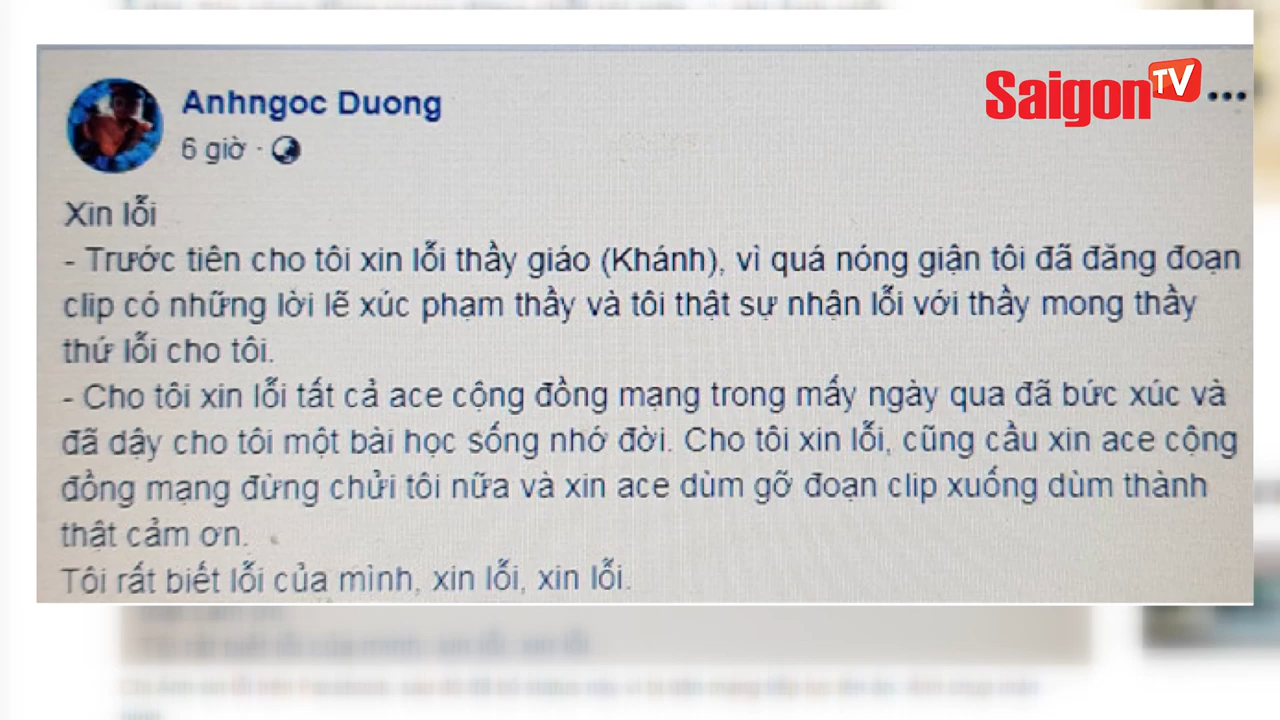 Saigon TV
Anhngoc Duong
6 giờ ·
Xin lỗi
- Trước tiên cho tôi xin lỗi thầy giáo (Khánh), vì quá nóng giận tôi đã đăng đoạn
clip có những lời lẽ xúc phạm thầy và tôi thật sự nhận lỗi với thầy mong thầy
thứ lỗi cho tôi.
- Cho tôi xin lỗi tất cả ace cộng đồng mạng trong mấy ngày qua đã bức xúc và
đã dậy cho tôi một bài học sống nhớ đời. Cho tôi xin lỗi, cũng cầu xin ace cộng
đồng mạng đừng chửi tôi nữa và xin ace dùm gỡ đoạn clip xuống dùm thành
thật cảm ơn.
Tôi rất biết lỗi của mình, xin lỗi, xin lỗi.